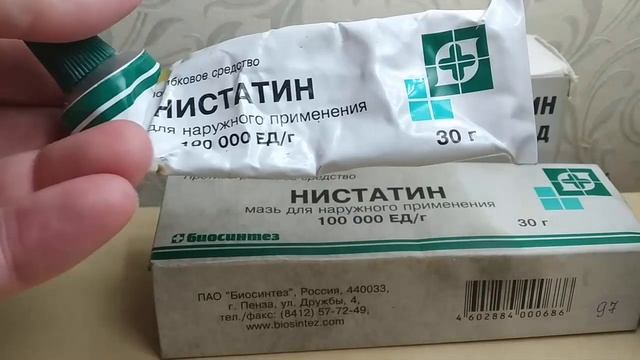 средство
НИСТАТИН
для наружного применения
100 000 ЕД/г
30 г
средство
НИСТАТИН
мазь для наружного применения
100 000 ЕД/г
30 г
биосинтез
ПАО "Биосинтез", Россия, 440033,
г. Пенза, ул. Дружбы, 4,
тел./факс: (8412) 57-72-49,
www.biosintez.com
4 602884 000686
97